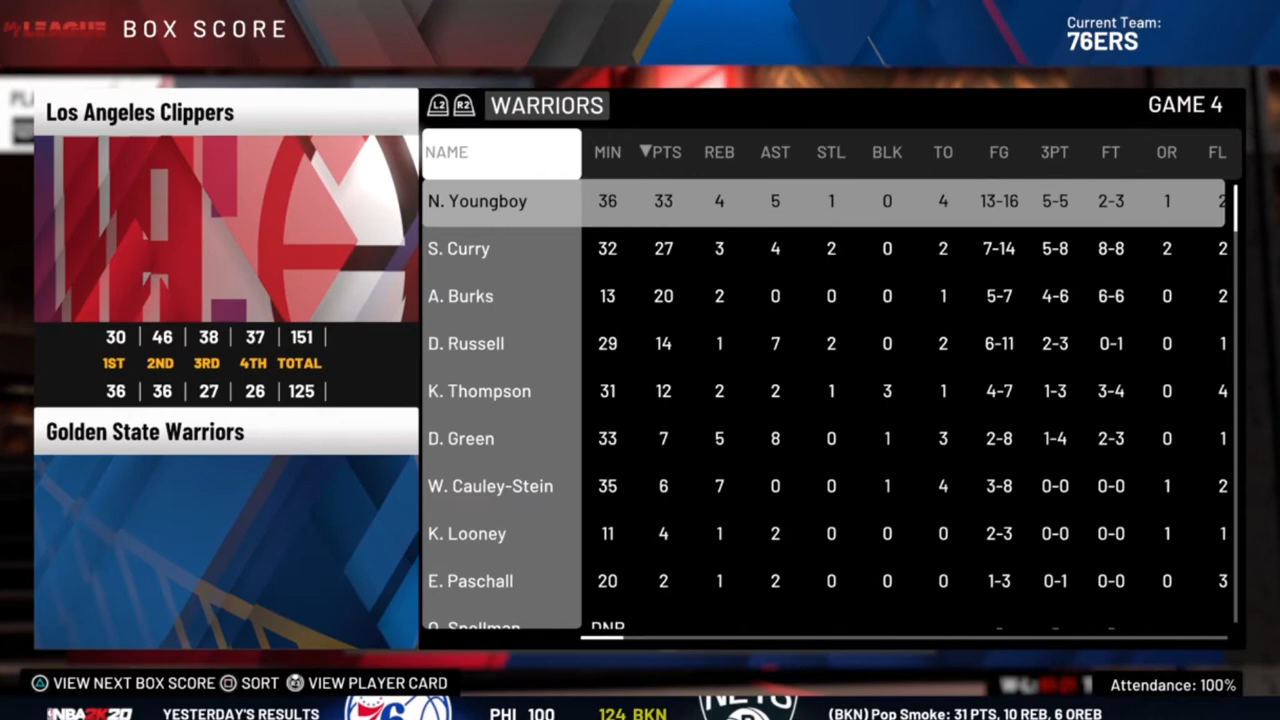 MyLEAGUE BOX SCORE
Current Team:
76ERS
Los Angeles Clippers
30 | 46 | 38 | 37 | 151 |
1ST 2ND 3RD 4TH TOTAL
36 | 36 | 27 | 26 | 125 |
Golden State Warriors
L2 R2 WARRIORS GAME 4
NAME MIN ▼PTS REB AST STL BLK TO FG 3PT FT OR FL
N. Youngboy 36 33 4 5 1 0 4 13-16 5-5 2-3 1 2
S. Curry 32 27 3 4 2 0 2 7-14 5-8 8-8 2 2
A. Burks 13 20 2 0 0 0 1 5-7 4-6 6-6 0 2
D. Russell 29 14 1 7 2 0 2 6-11 2-3 0-1 0 1
K. Thompson 31 12 2 2 1 3 1 4-7 1-3 3-4 0 4
D. Green 33 7 5 8 0 1 3 2-8 1-4 2-3 0 1
W. Cauley-Stein 35 6 7 0 0 1 4 3-8 0-0 0-0 1 2
K. Looney 11 4 1 2 0 0 0 2-3 0-0 0-0 1 1
E. Paschall 20 2 1 2 0 0 0 1-3 0-1 0-0 0 3
O. Spellman DNP - - -
VIEW NEXT BOX SCORE SORT VIEW PLAYER CARD
Attendance: 100%
NBA 2K20 YESTERDAY'S RESULTS 76 PHI 100 124 BKN NETS B (BKN) Pop Smoke: 31 PTS, 10 REB, 6 OREB